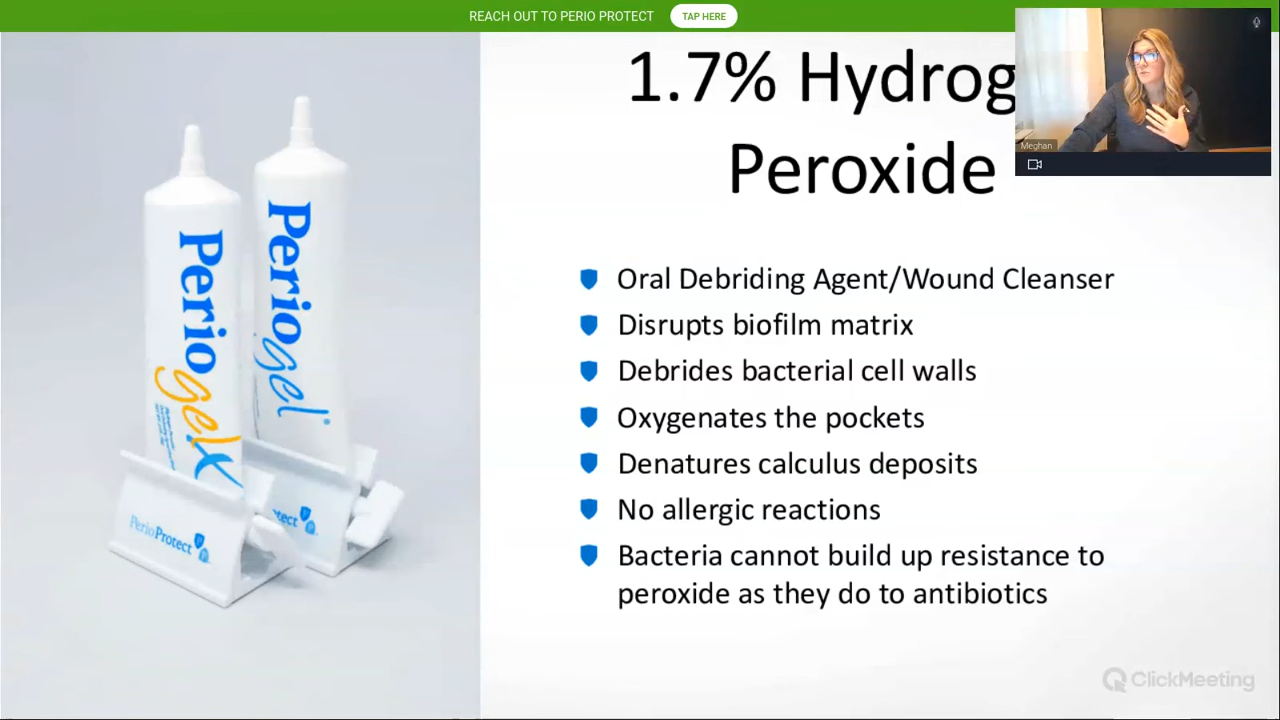 REACH OUT TO PERIO PROTECT TAP HERE
1.7% Hydrog
Peroxide
Meghan
Periogel X
Periogel
PerioProtect
tect
Oral Debriding Agent/Wound Cleanser
Disrupts biofilm matrix
Debrides bacterial cell walls
Oxygenates the pockets
Denatures calculus deposits
No allergic reactions
Bacteria cannot build up resistance to
peroxide as they do to antibiotics
ClickMeeting